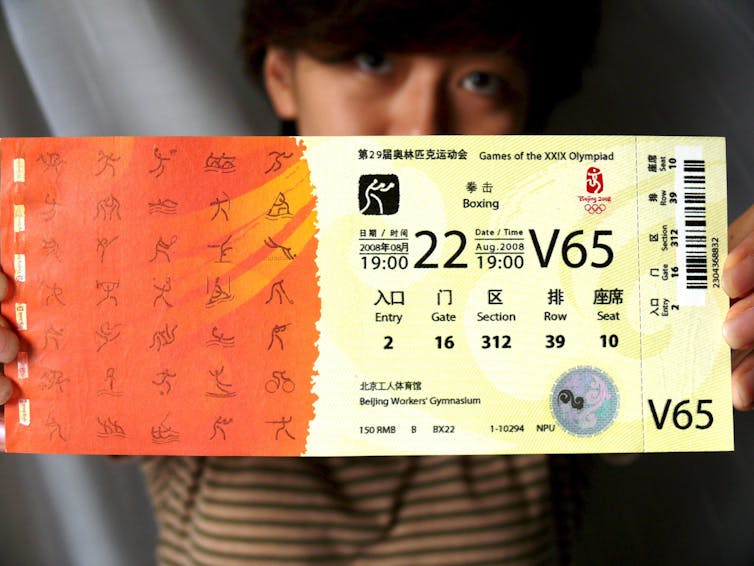 第29届奥林匹克运动会 Games of the XXIX Olympiad
拳击
Boxing
Beijing 2008
日期 / 时间
2008年08月
19:00
22
Date / Time
Aug.2008
19:00
V65
入口 门 区 排 座席
Entry Gate Section Row Seat
2 16 312 39 10
北京工人体育馆
Beijing Workers' Gymnasium
150 RMB B BX22 1-10294 NPU
入口 门 区 排 座席
Entry Gate Section Row Seat
2 16 312 39 10
2304368832
V65